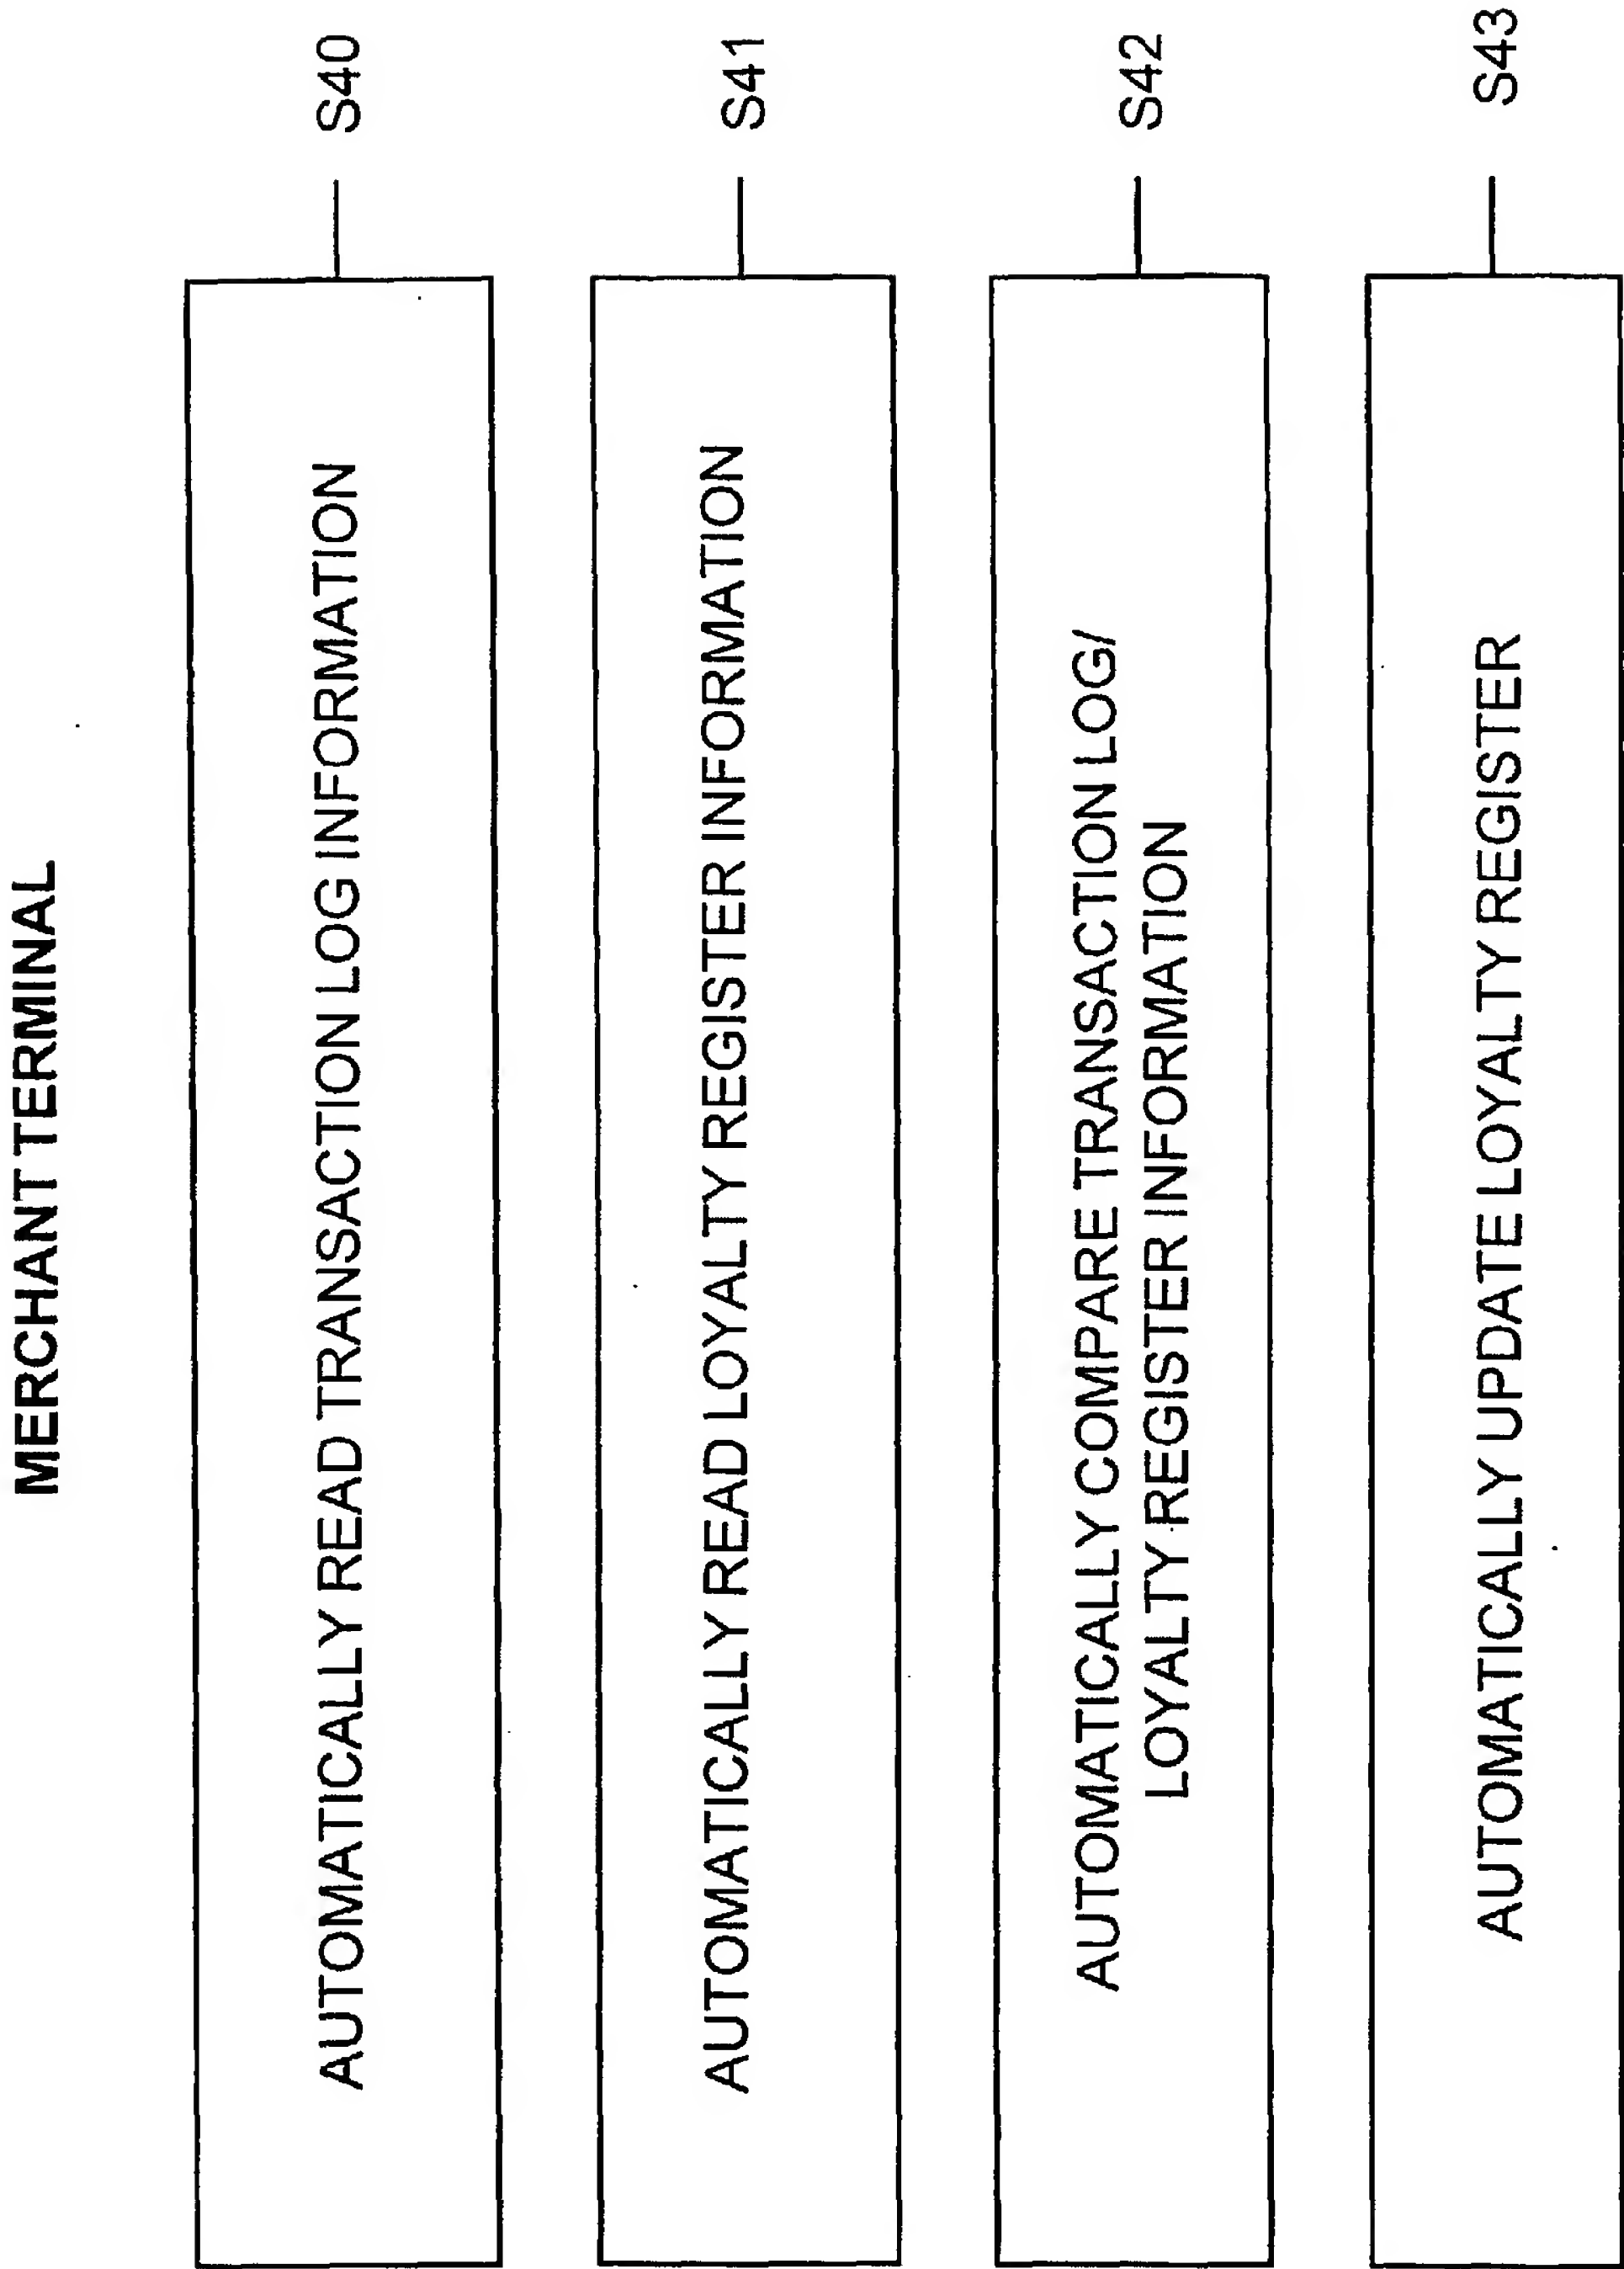 MERCHANT TERMINAL
AUTOMATICALLY READ TRANSACTION LOG INFORMATION
S40
AUTOMATICALLY READ LOYALTY REGISTER INFORMATION
S41
AUTOMATICALLY COMPARE TRANSACTION LOG/
LOYALTY REGISTER INFORMATION
S42
AUTOMATICALLY UPDATE LOYALTY REGISTER
S43